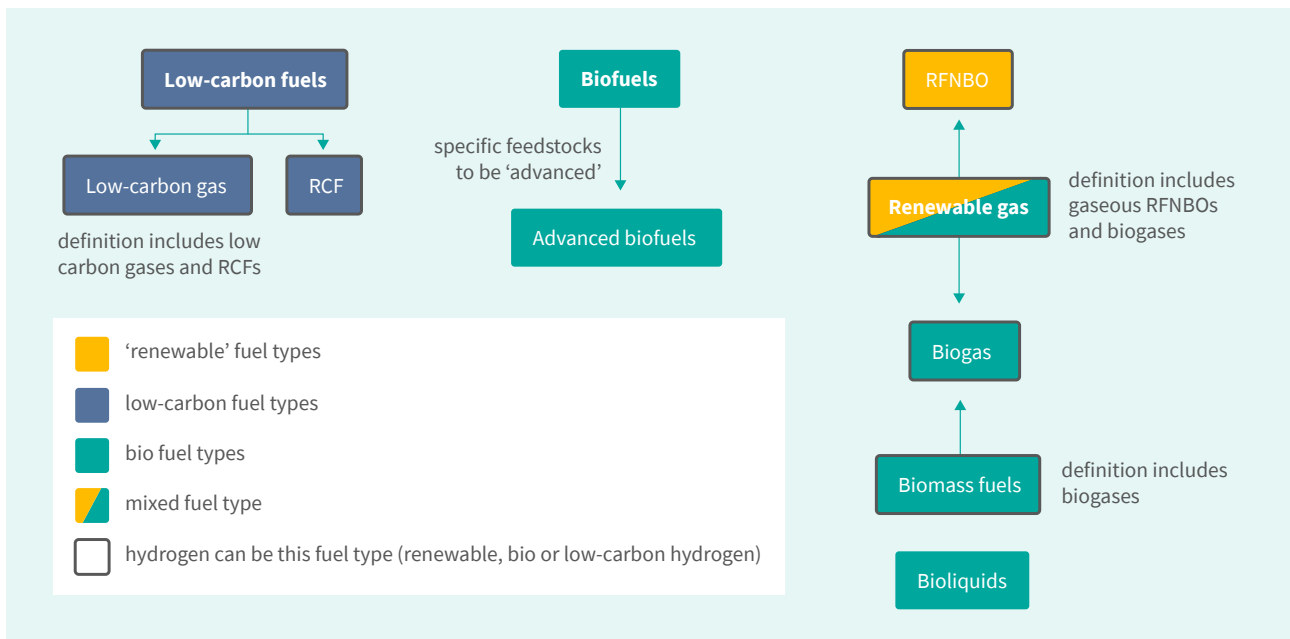 Low-carbon fuels
Low-carbon gas
RCF
definition includes low
carbon gases and RCFs
Biofuels
specific feedstocks
to be ‘advanced’
Advanced biofuels
RFNBO
Renewable gas
definition includes
gaseous RFNBOs
and biogases
Biogas
Biomass fuels
definition includes
biogases
Bioliquids
‘renewable’ fuel types
low-carbon fuel types
bio fuel types
mixed fuel type
hydrogen can be this fuel type (renewable, bio or low-carbon hydrogen)